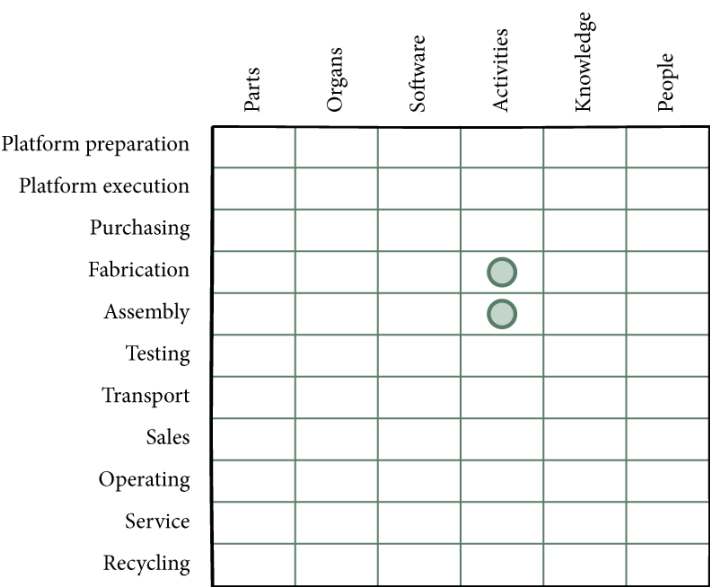 Parts
Organs
Software
Activities
Knowledge
People
Platform preparation
Platform execution
Purchasing
Fabrication
Assembly
Testing
Transport
Sales
Operating
Service
Recycling